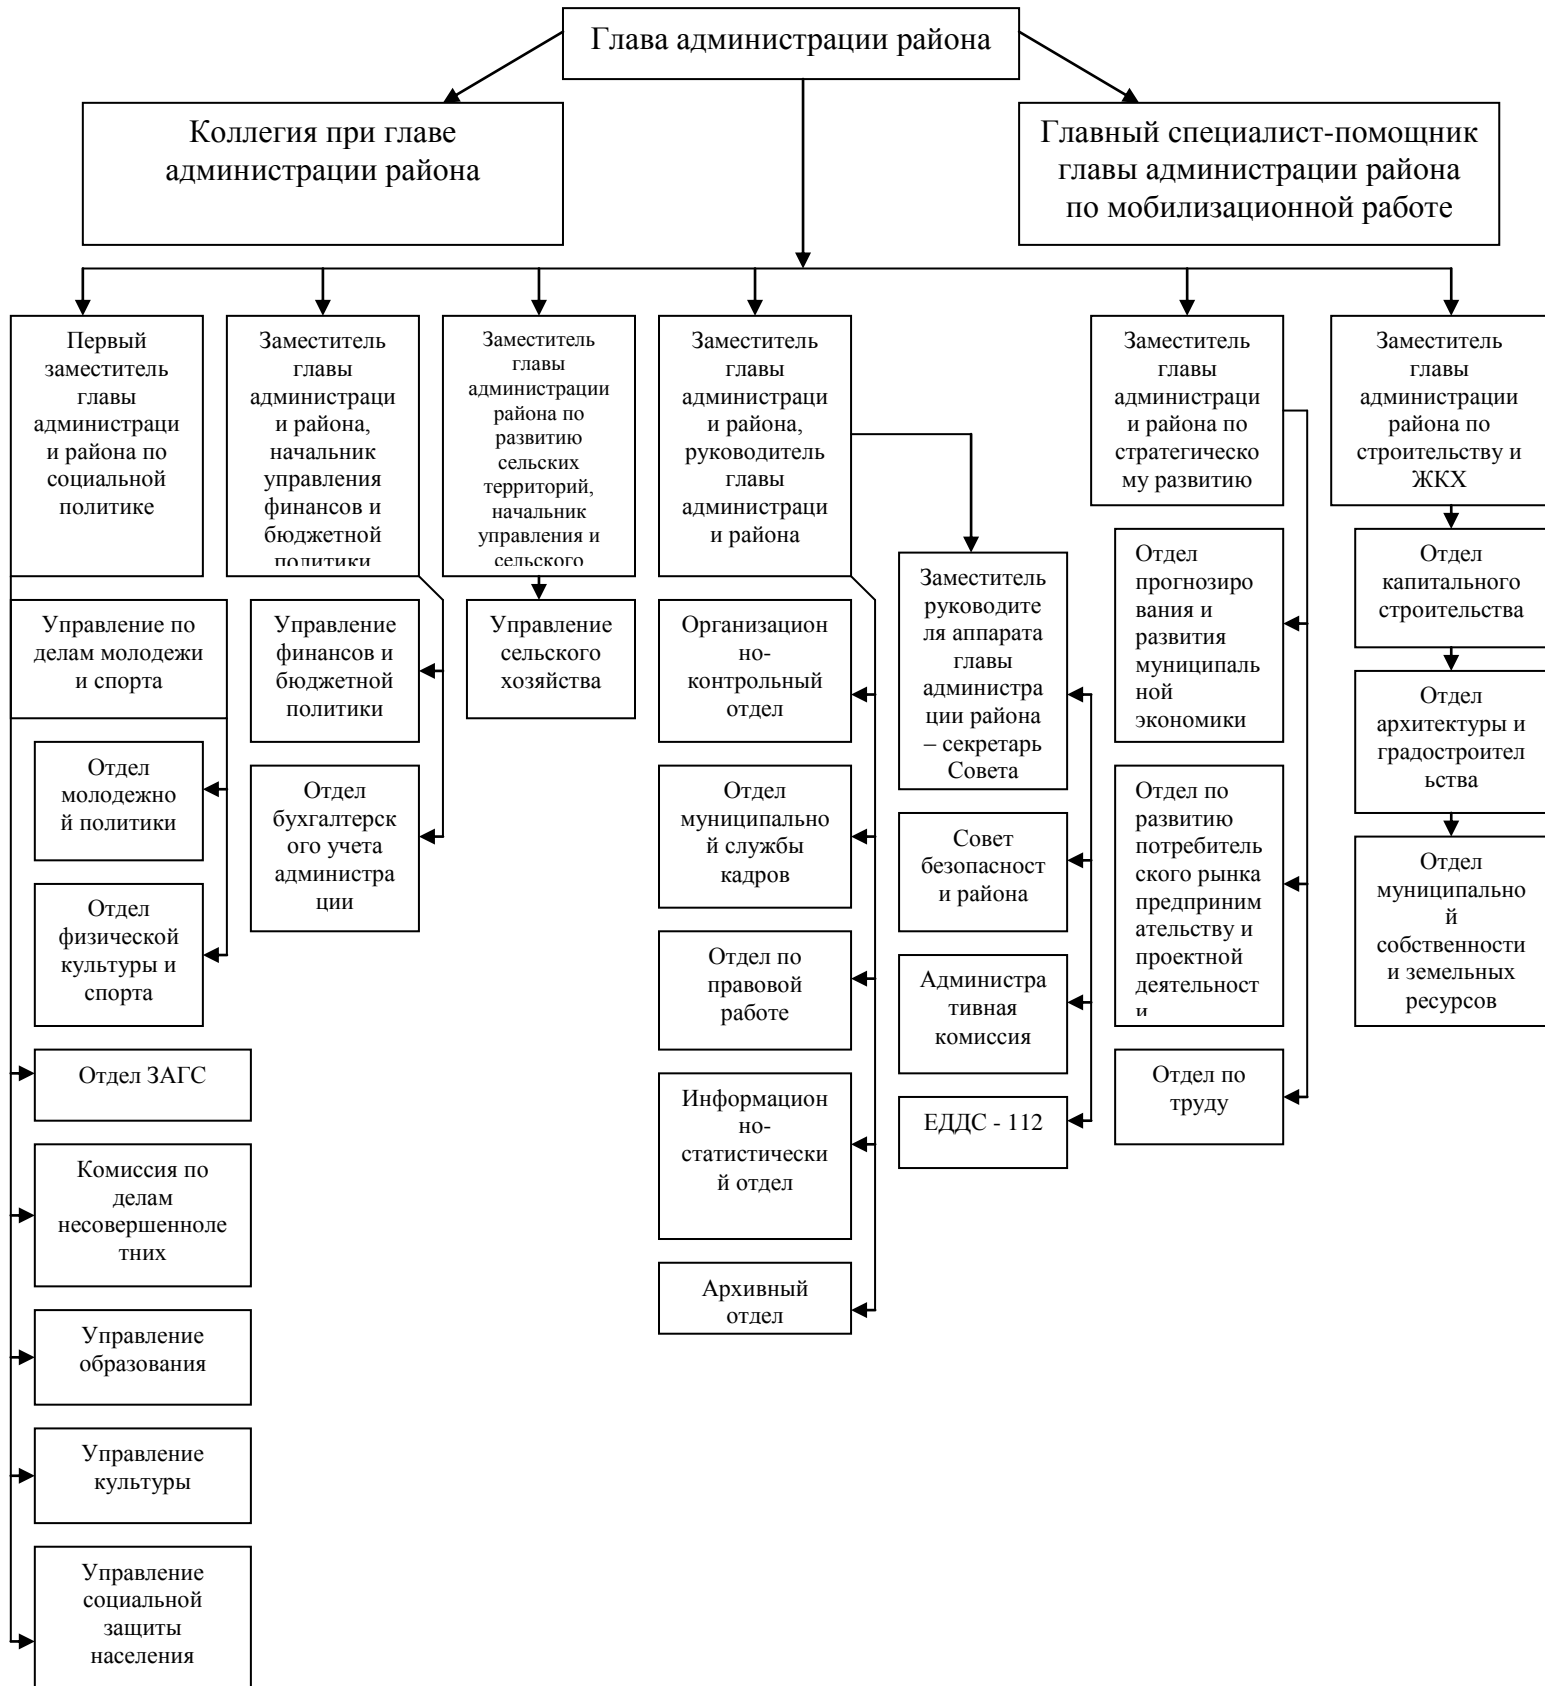 Глава администрации района
Коллегия при главе
администрации района
Главный специалист-помощник
главы администрации района
по мобилизационной работе
Первый
заместитель
главы
администраци
и района по
социальной
политике
Заместитель
главы
администраци
и района,
начальник
управления
финансов и
бюджетной
политики
Заместитель
главы
администрации
района по
развитию
сельских
территорий,
начальник
управления и
сельского
Заместитель
главы
администраци
и района,
руководитель
главы
администраци
и района
Заместитель
главы
администраци
и района по
стратегическо
му развитию
Заместитель
главы
администрации
района по
строительству и
ЖКХ
Управление по
делам молодежи
и спорта
Отдел
молодежно
й политики
Отдел
физической
культуры и
спорта
Отдел ЗАГС
Комиссия по
делам
несовершенноле
тних
Управление
образования
Управление
культуры
Управление
социальной
защиты
населения
Управление
финансов и
бюджетной
политики
Отдел
бухгалтерск
ого учета
администра
ции
Управление
сельского
хозяйства
Организацион
но-
контрольный
отдел
Отдел
муниципально
й службы
кадров
Отдел по
правовой
работе
Информацион
но-
статистически
й отдел
Архивный
отдел
Заместитель
руководите
ля аппарата
главы
администра
ции района
– секретарь
Совета
Совет
безопасност
и района
Администра
тивная
комиссия
ЕДДС - 112
Отдел
прогнозиро
вания и
развития
муниципаль
ной
экономики
Отдел по
развитию
потребитель
ского рынка
предприним
ательству и
проектной
деятельност
и
Отдел по
труду
Отдел
капитального
строительства
Отдел
архитектуры и
градостроител
ьства
Отдел
муниципально
й
собственности
и земельных
ресурсов